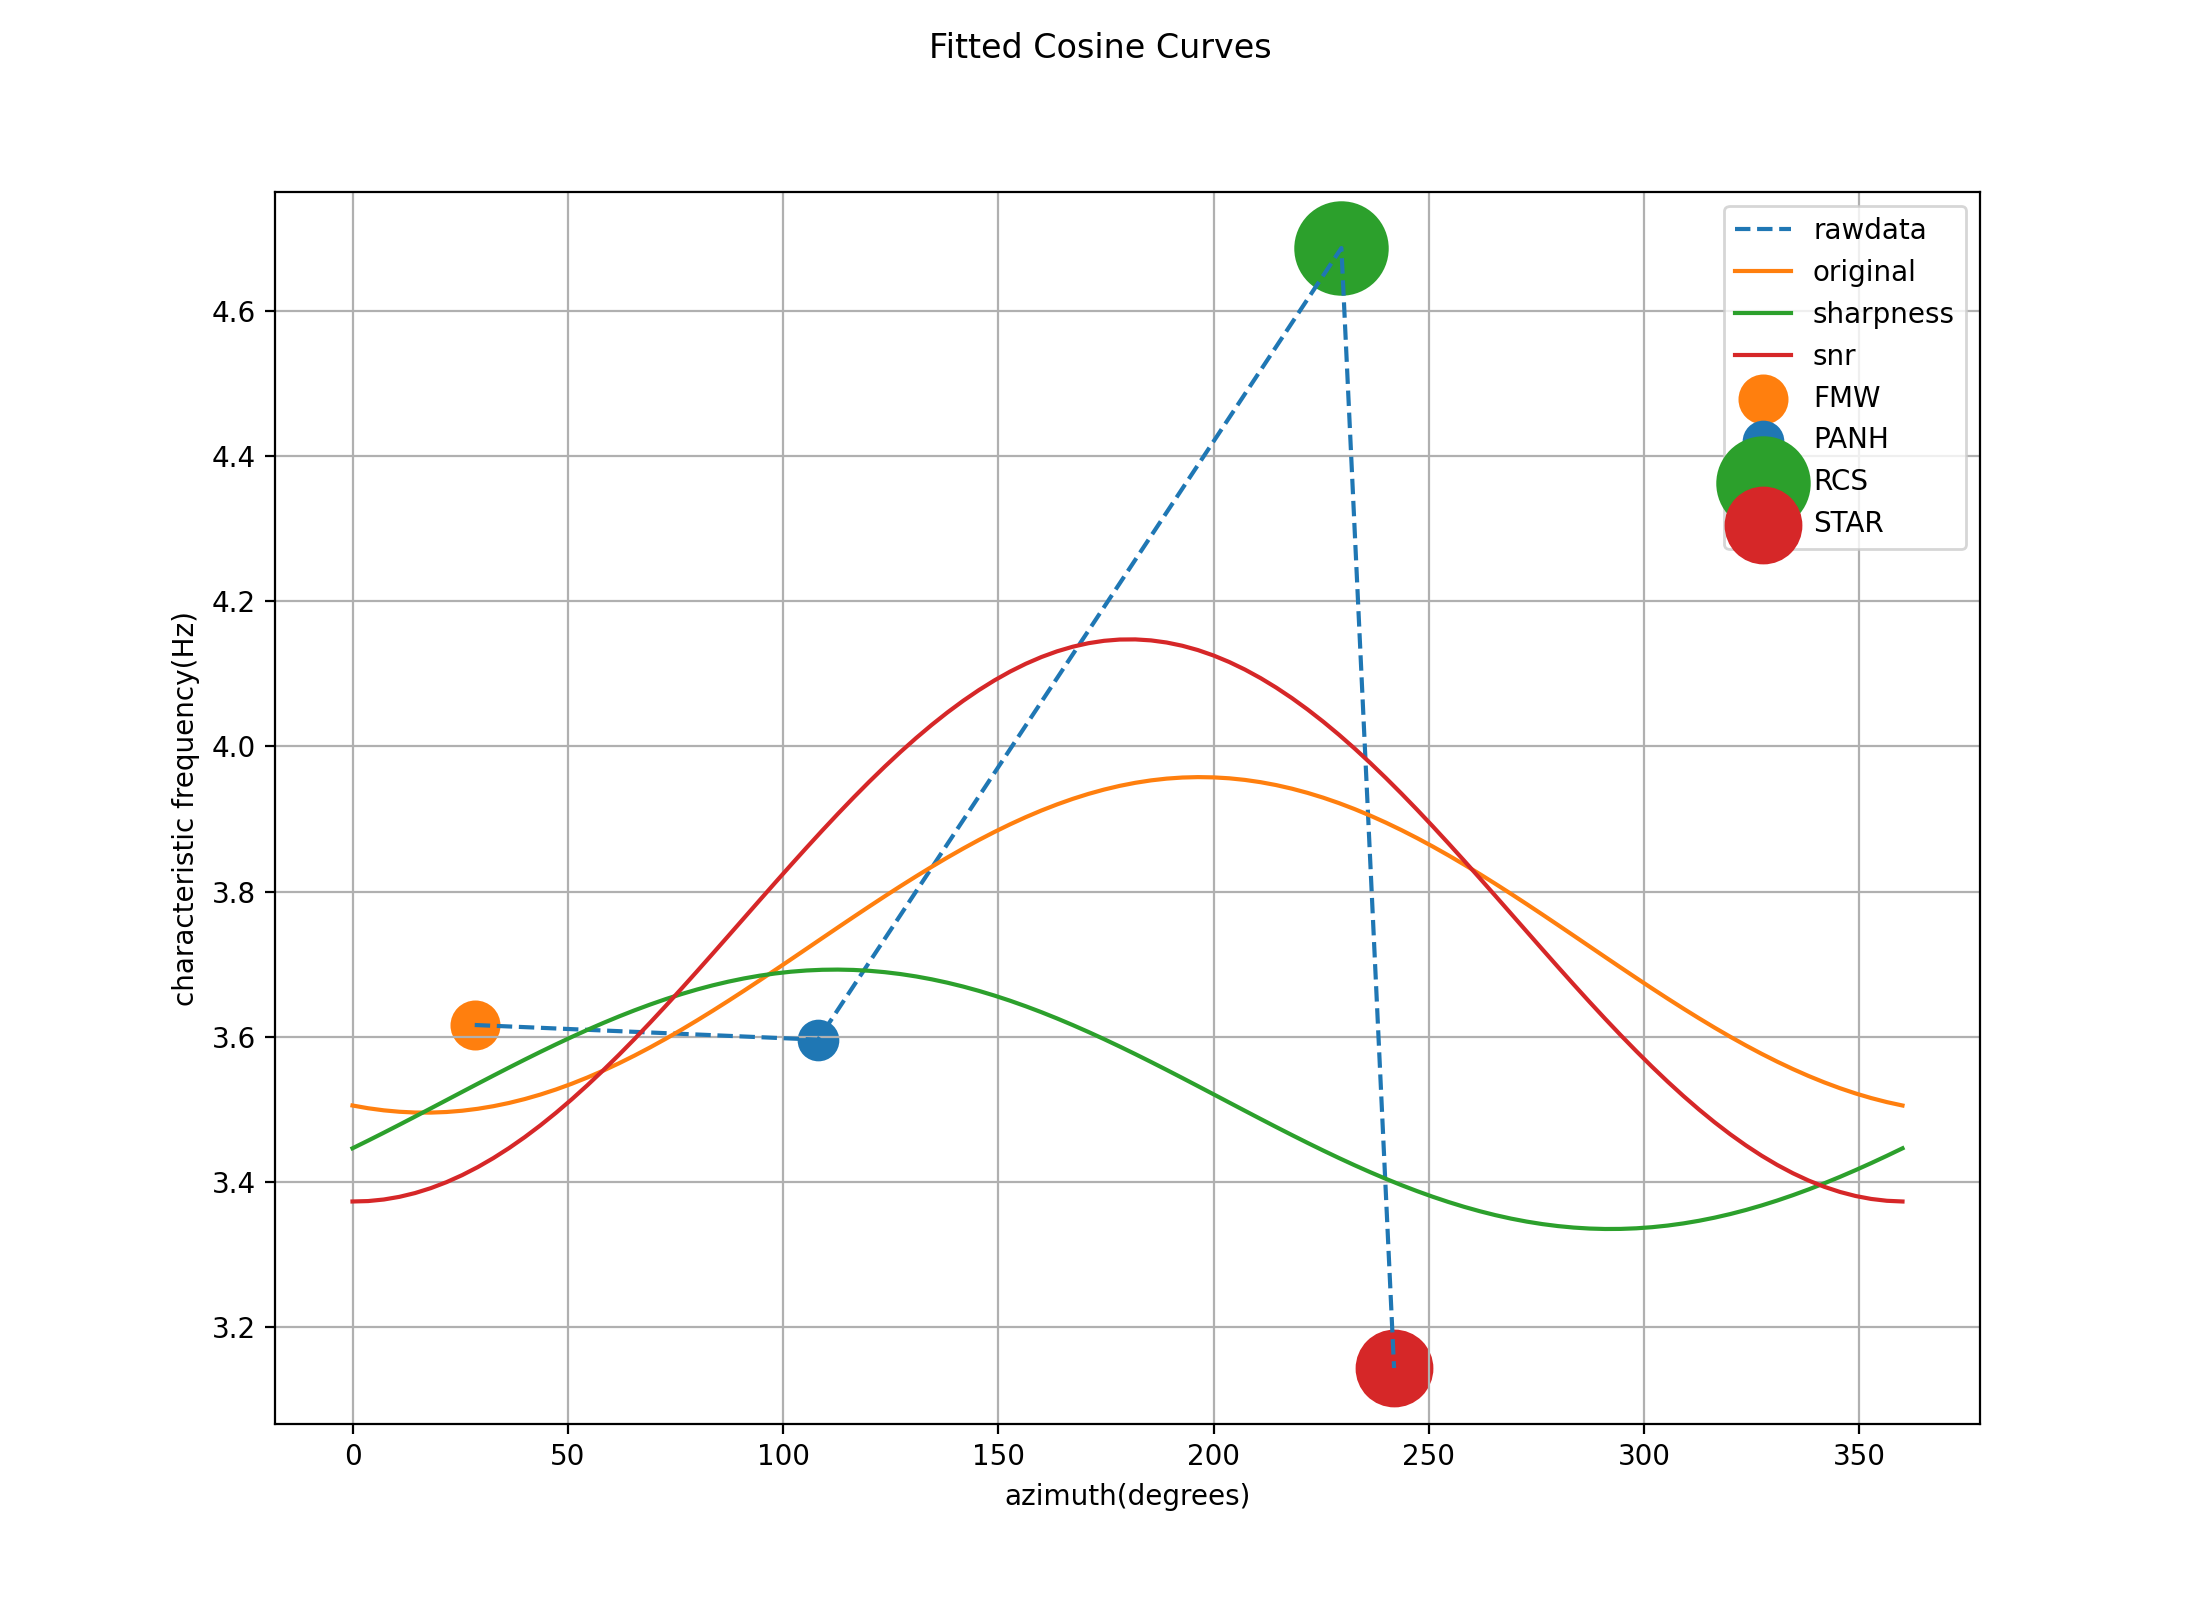 Fitted Cosine Curves
rawdata
original
sharpness
snr
FMW
PANH
RCS
STAR
characteristic frequency(Hz)
4.6
4.4
4.2
4.0
3.8
3.6
3.4
3.2
0 50 100 150 200 250 300 350
azimuth(degrees)